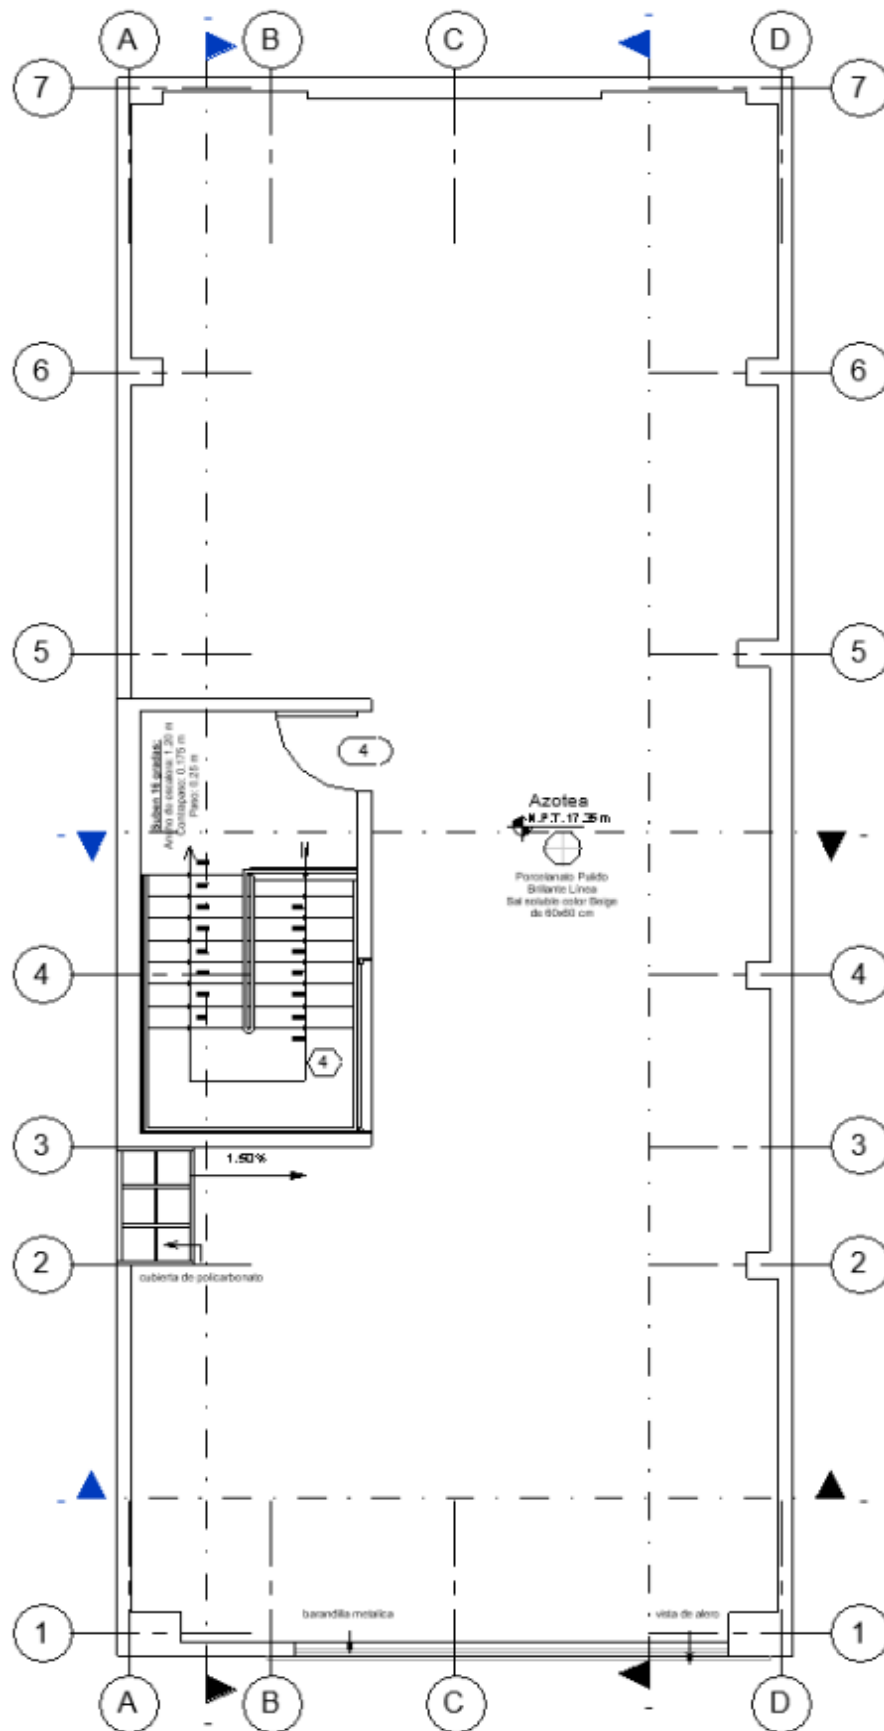 A B C D
7 7
6 6
5 5
Suben 16 gradas:
Ancho de escalera: 1.20 m
Contrapaso: 0.175 m
Paso: 0.25 m
4
Azotea
N.P.T. 17.35 m
Porcelanato Pulido
Brillante Línea
Sal soluble color Beige
de 60x60 cm
4 4
4
3 3
1.50%
2 2
cubierta de policarbonato
barandilla metalica
vista de alero
1 1
A B C D